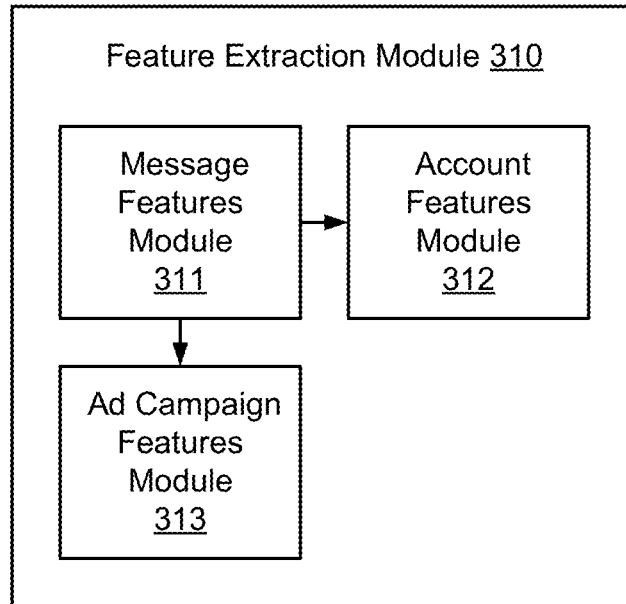 Feature Extraction Module 310
Message
Features
Module
311
Account
Features
Module
312
Ad Campaign
Features
Module
313